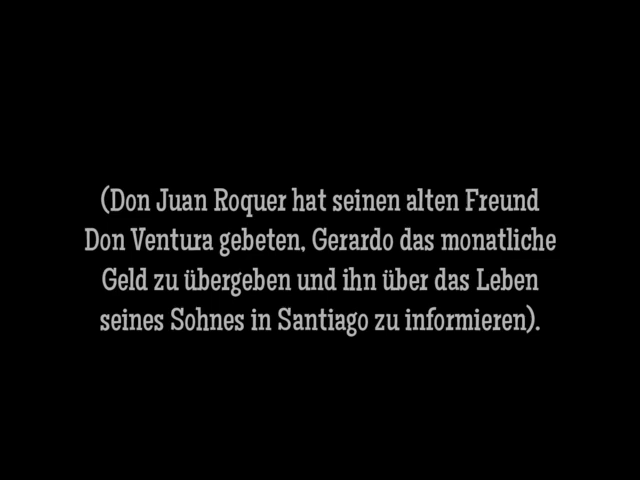 (Don Juan Roquer hat seinen alten Freund
Don Ventura gebeten, Gerardo das monatliche
Geld zu übergeben und ihn über das Leben
seines Sohnes in Santiago zu informieren).